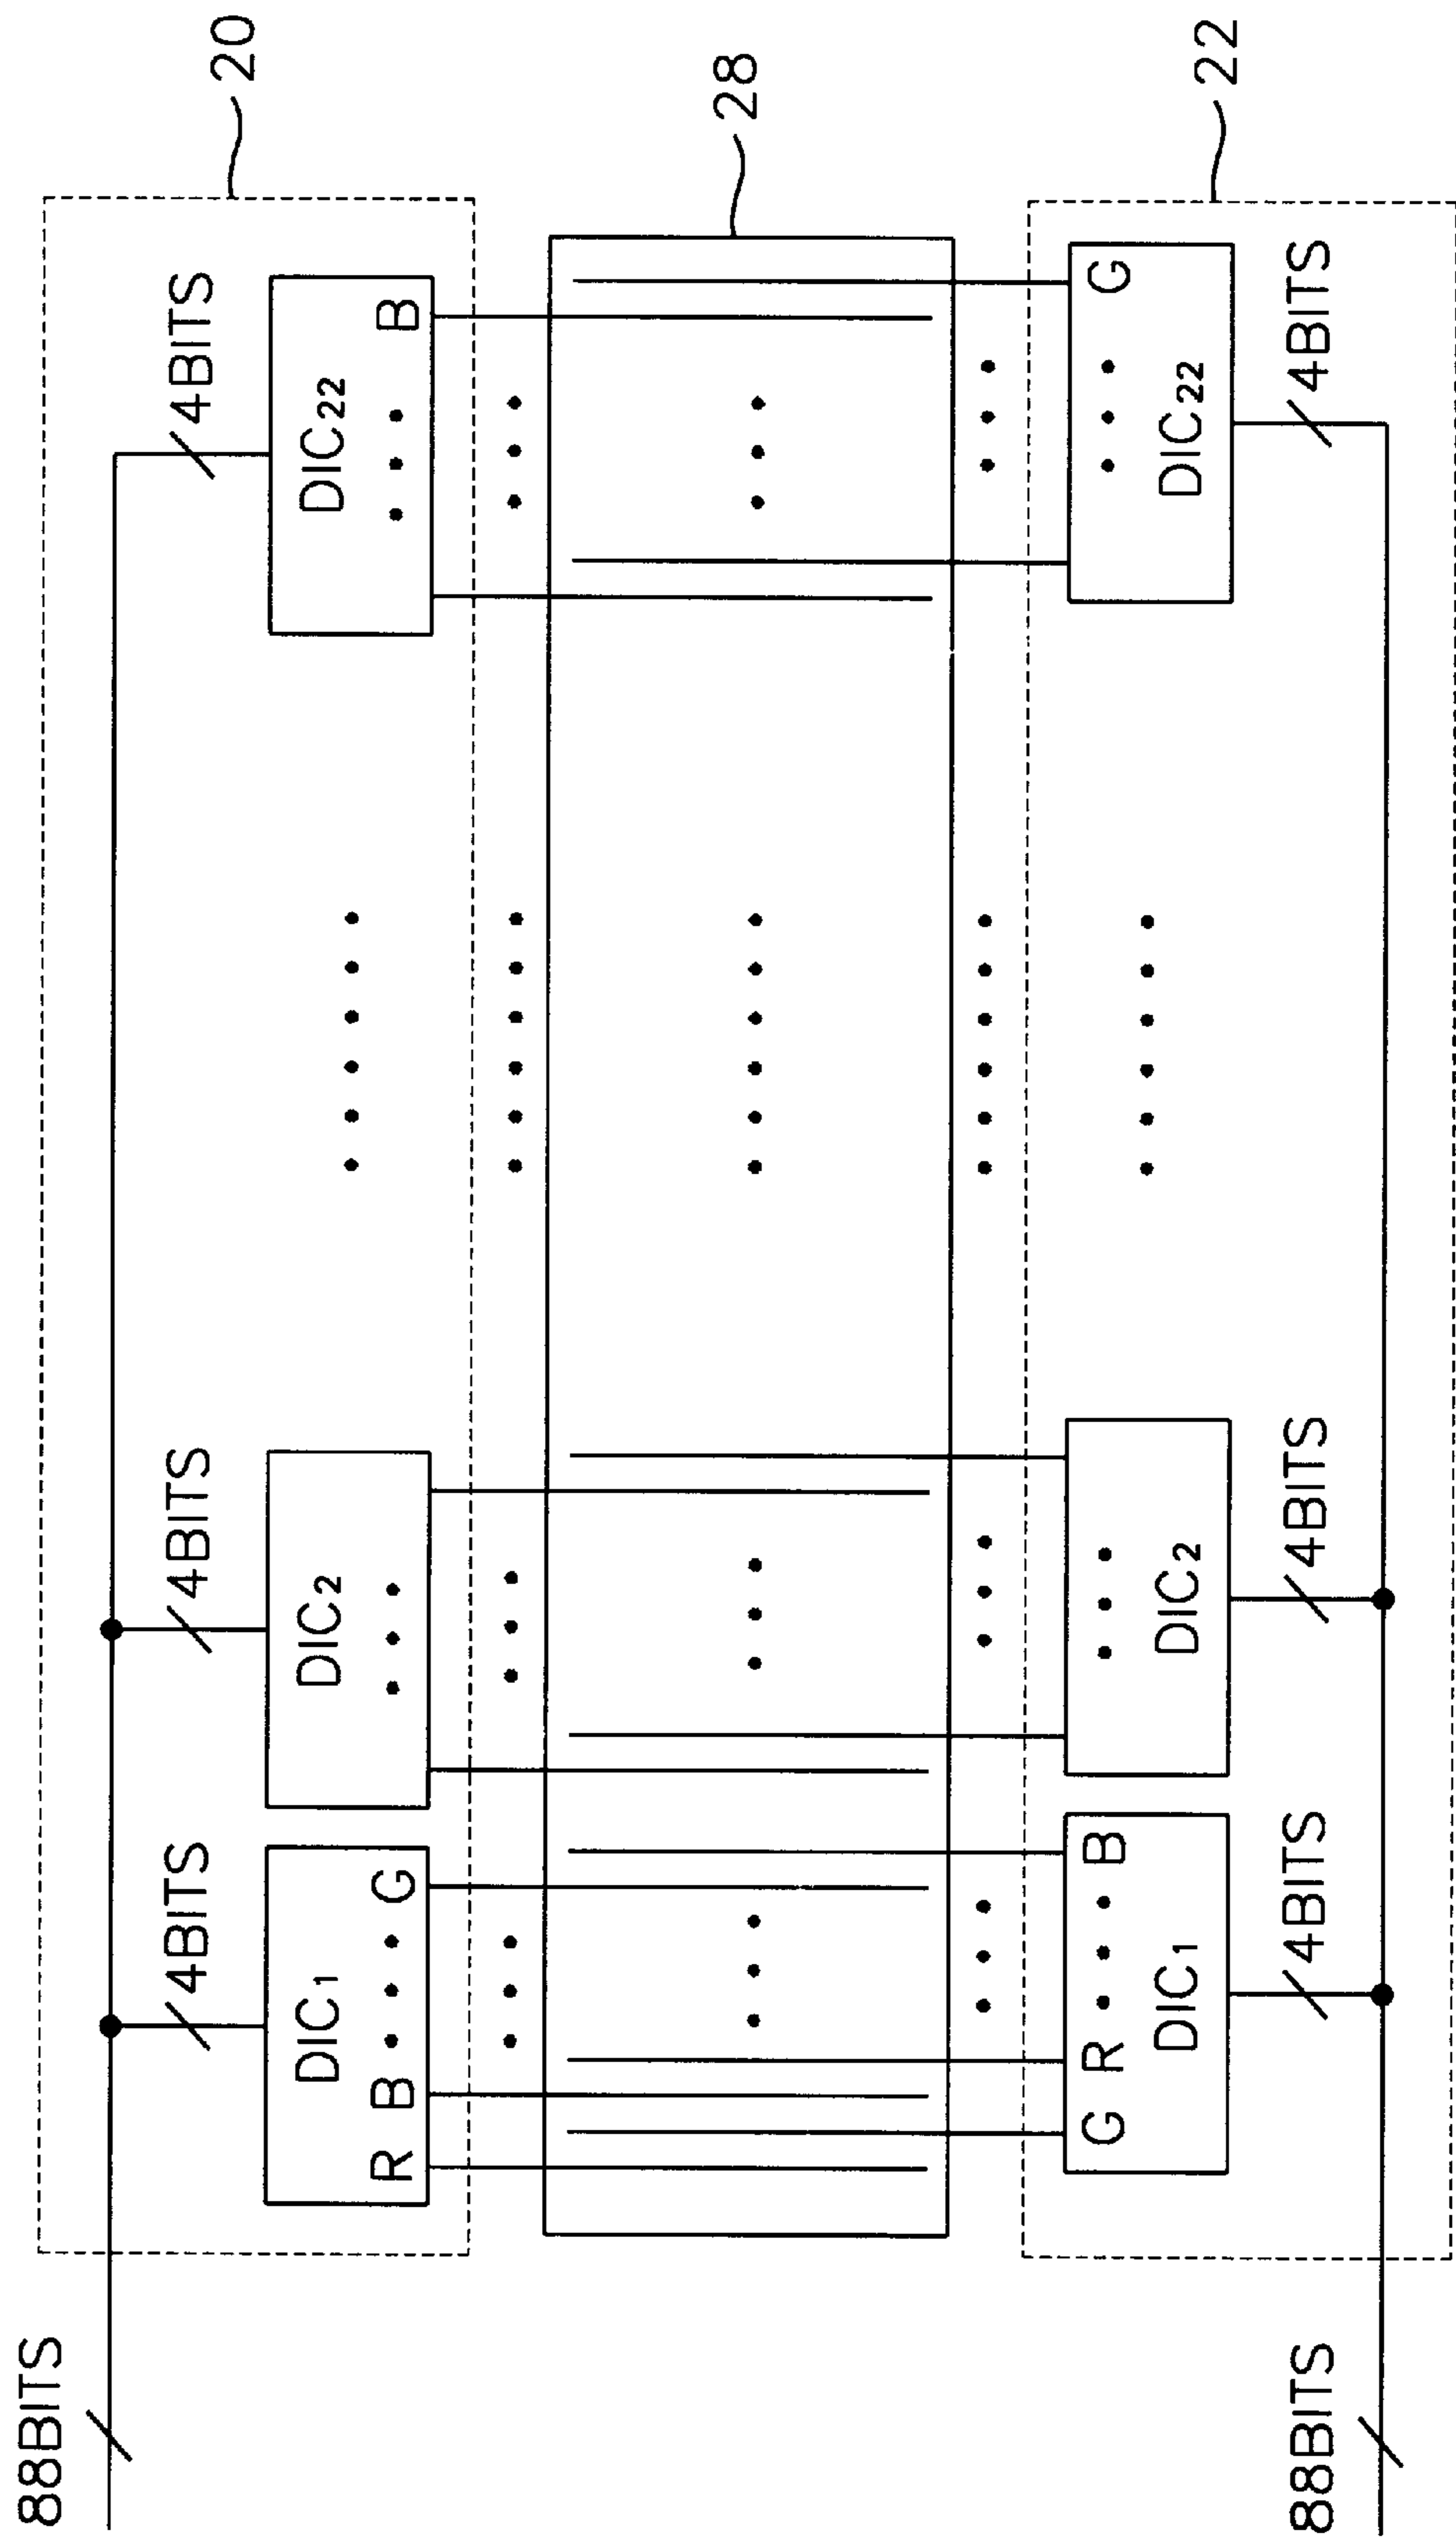 20
88BITS
4BITS 4BITS 4BITS
DIC1 DIC2 DIC22
R B G B
28
G R B G
DIC1 DIC2 DIC22
4BITS 4BITS 4BITS
88BITS
22